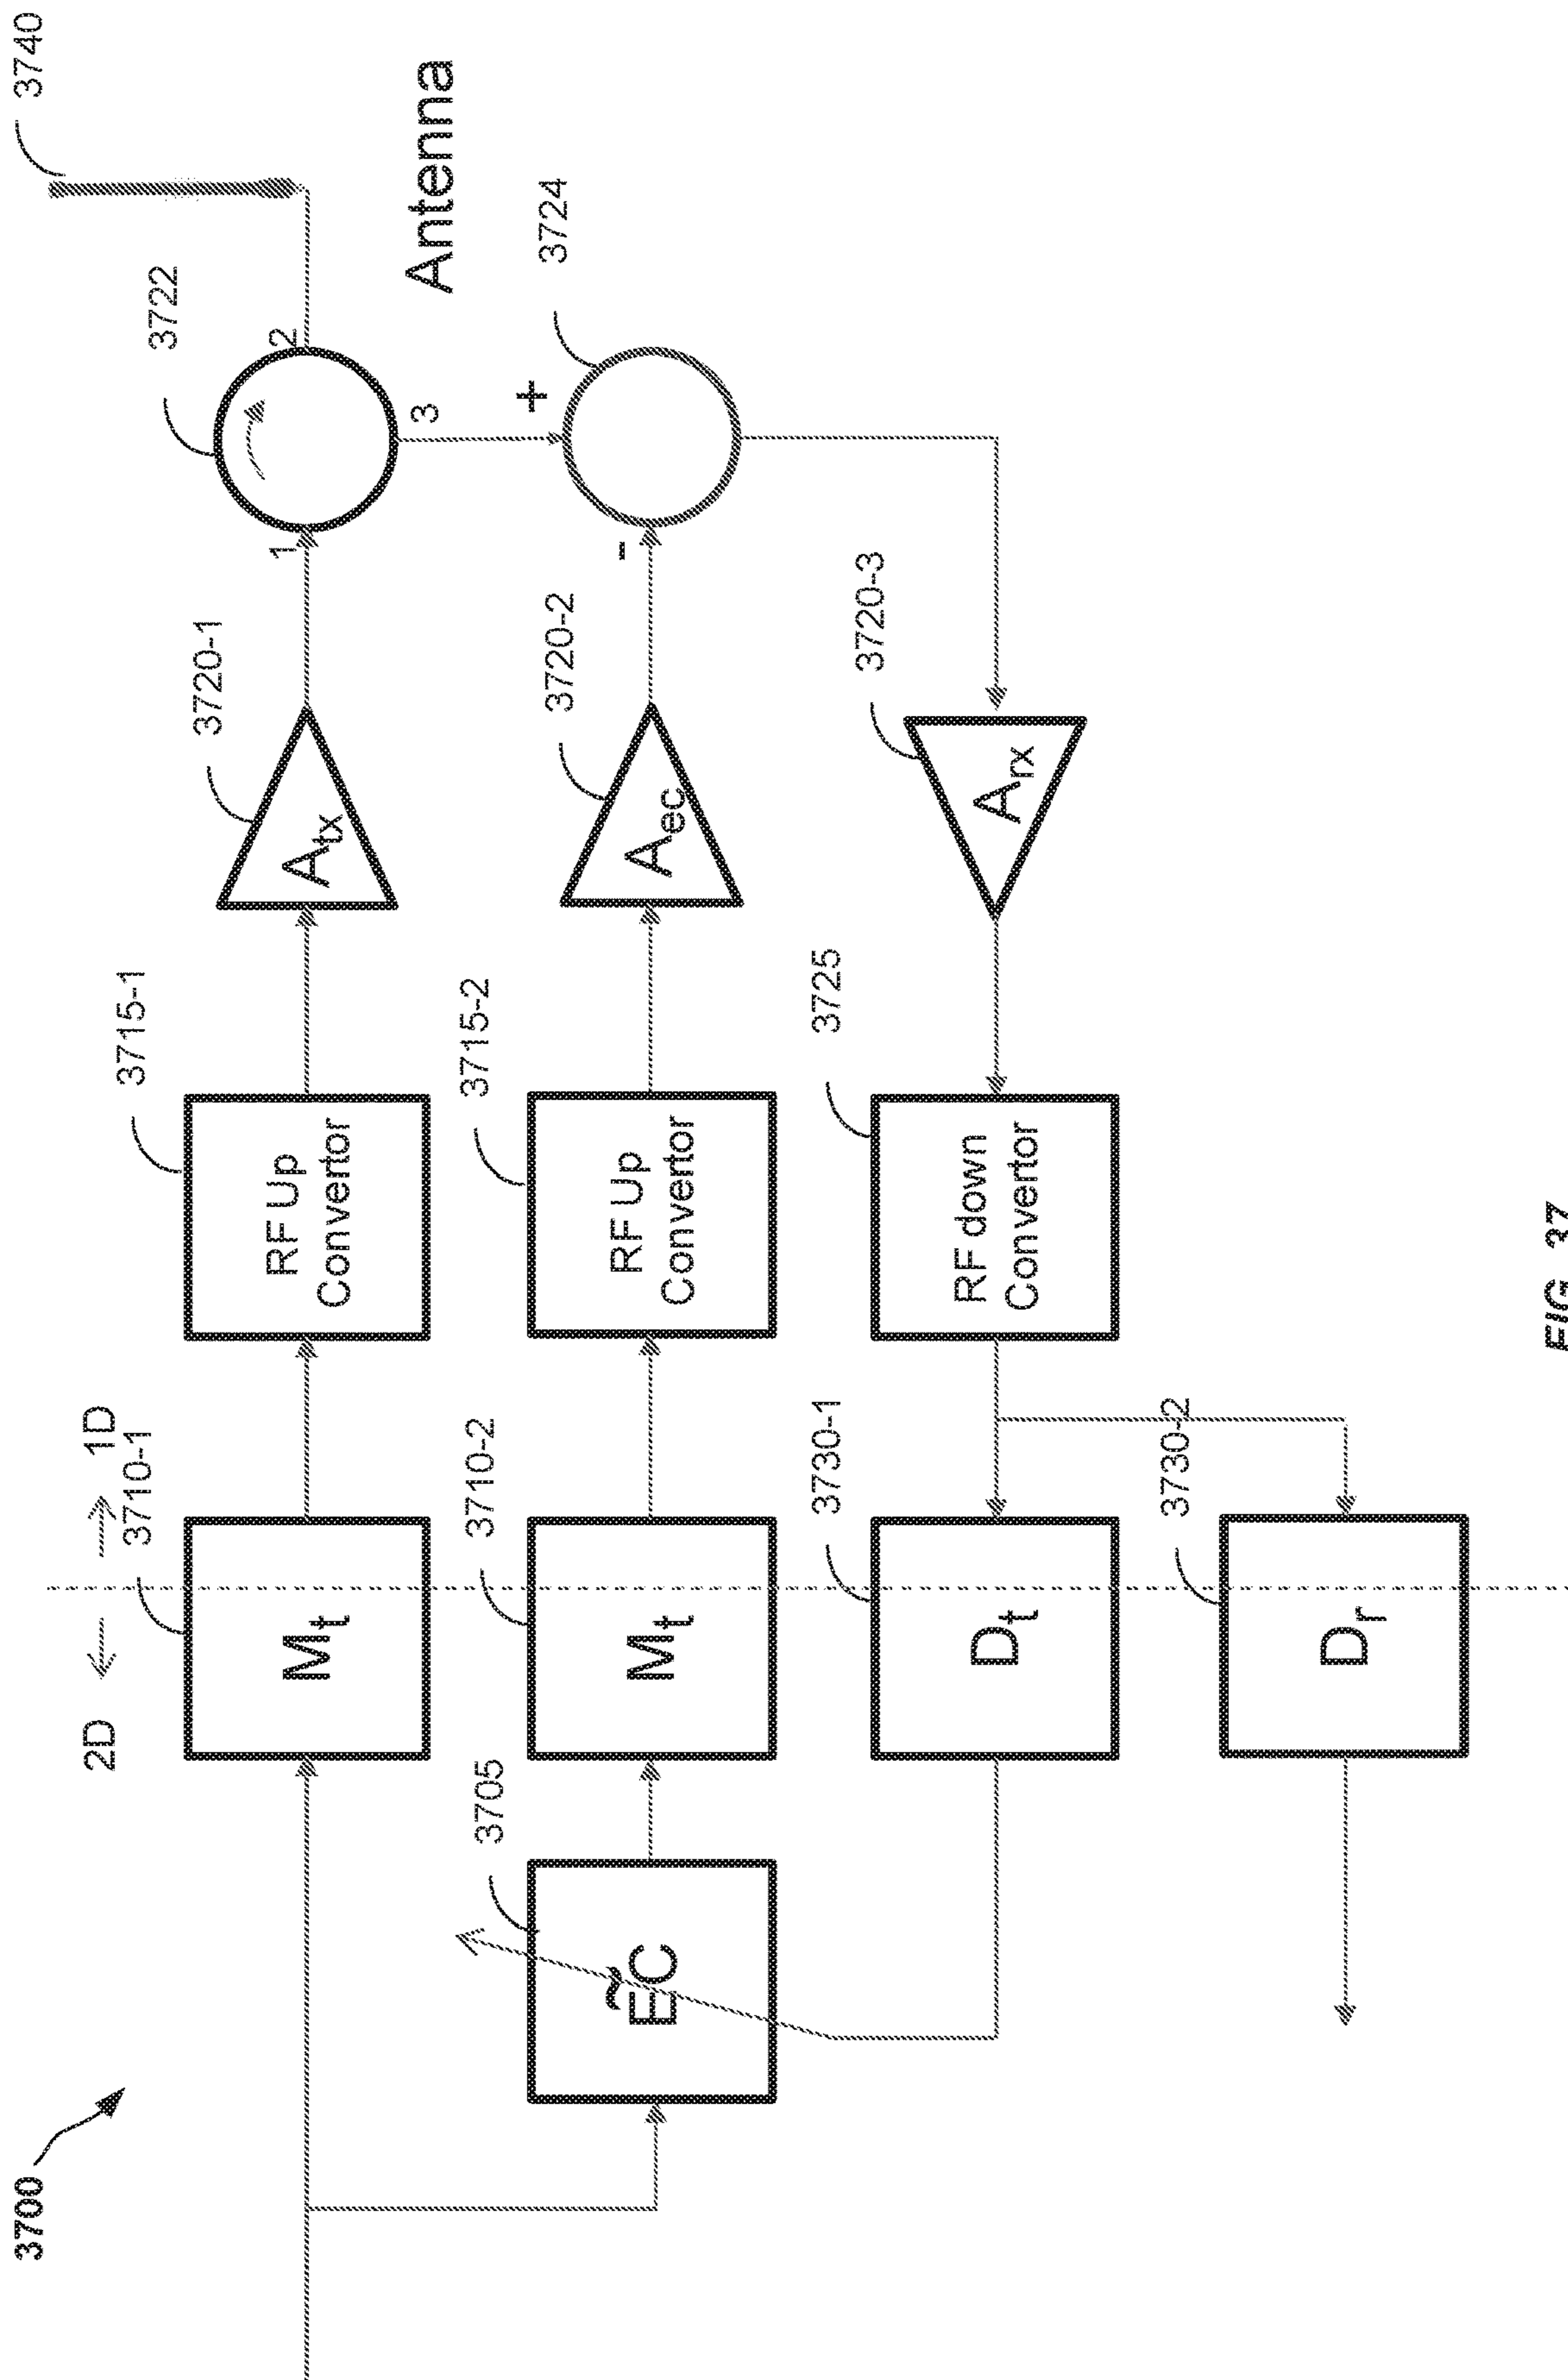 3700
2D
1D
3710-1
Mt
3715-1
RF Up
Convertor
3720-1
Atx
1
2
3
3722
3740
Antenna
3705
ẼC
3710-2
Mt
3715-2
RF Up
Convertor
3720-2
Aec
-
+
3724
3730-1
Dt
3725
RF down
Convertor
3720-3
Arx
3730-2
Dr
FIG. 37